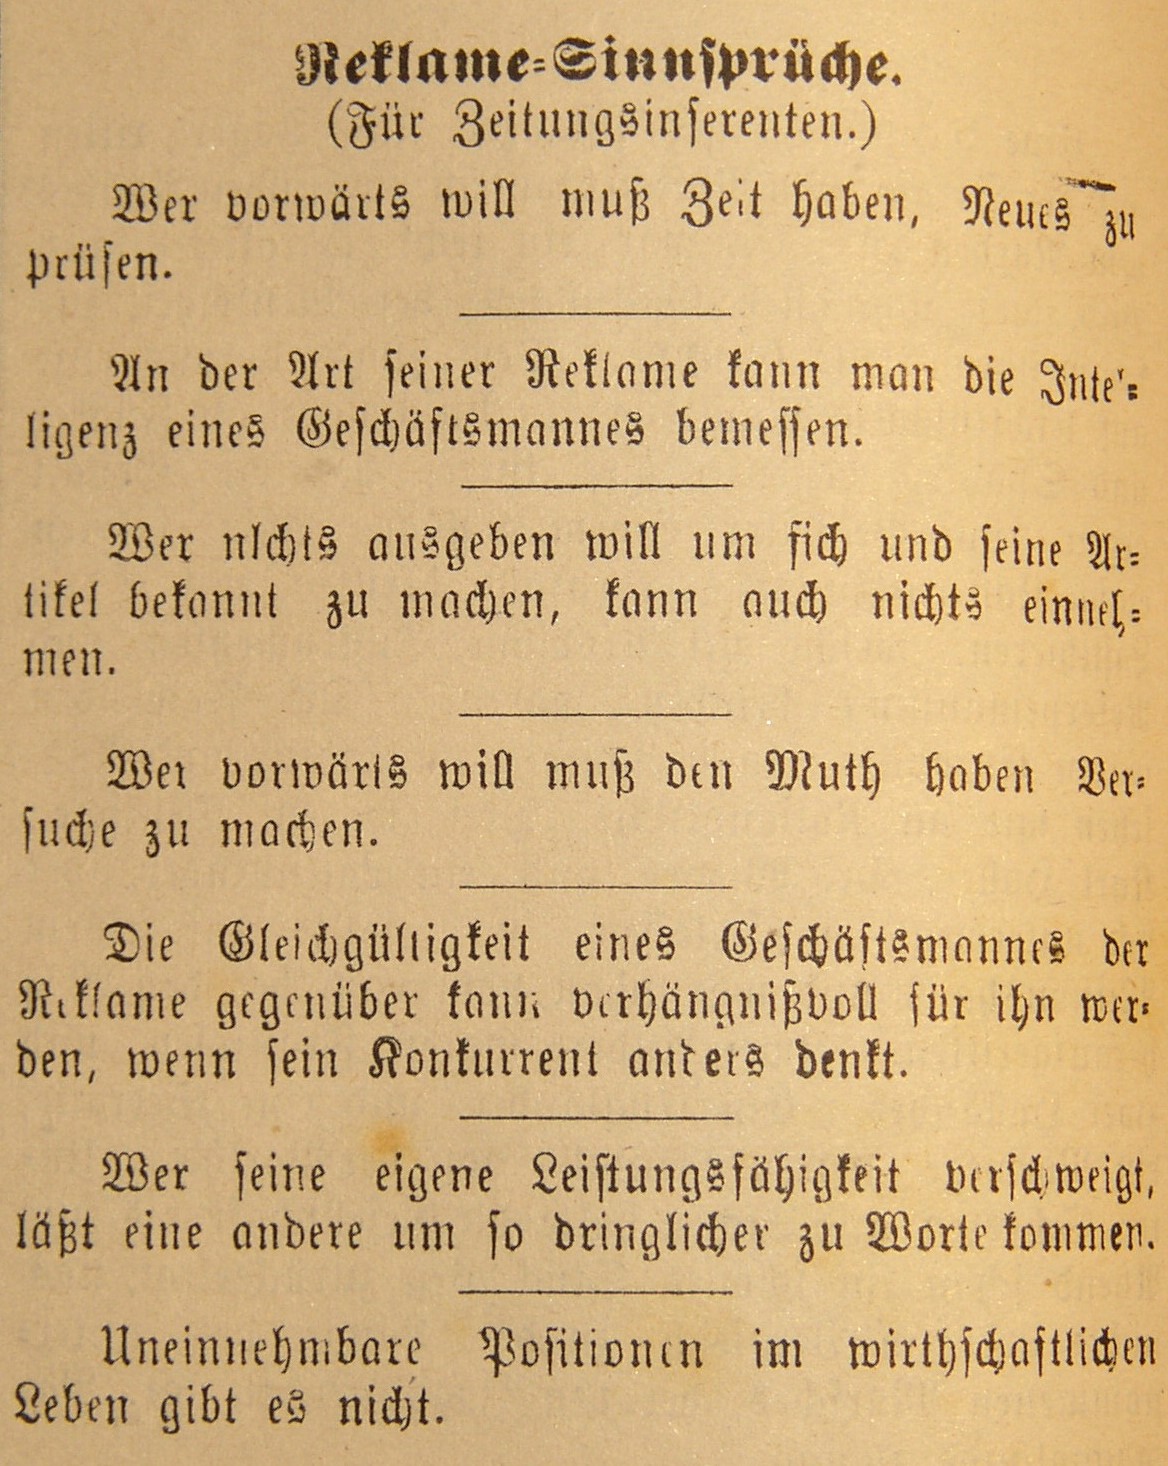 Reklame-Sinnsprüche.
(Für Zeitungsinserenten.)
Wer vorwärts will muß Zeit haben, Neues zu
prüfen.
An der Art seiner Reklame kann man die Intel-
ligenz eines Geschäftsmannes bemessen.
Wer nichts ausgeben will um sich und seine Ar-
tikel bekannt zu machen, kann auch nichts einneh-
men.
Wer vorwärts will muß den Muth haben Ver-
suche zu machen.
Die Gleichgültigkeit eines Geschäftsmannes der
Reklame gegenüber kann verhängnißvoll für ihn wer-
den, wenn sein Konkurrent anders denkt.
Wer seine eigene Leistungsfähigkeit verschweigt,
läßt eine andere um so dringlicher zu Worte kommen.
Uneinnehmbare Positionen im wirthschaftlichen
Leben gibt es nicht.